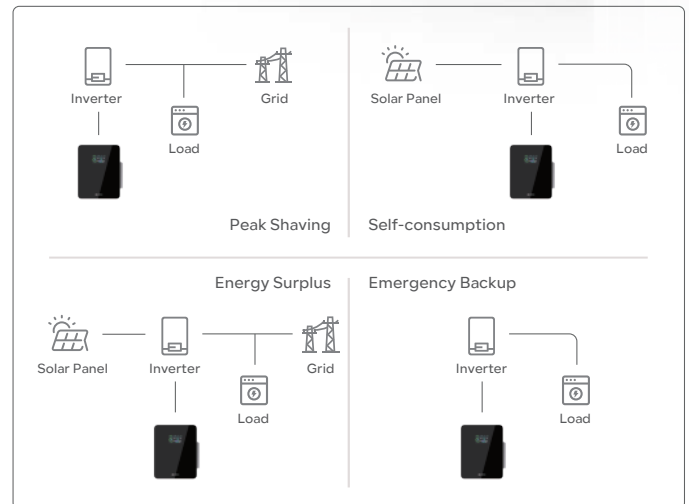 Inverter
Grid
Load
Peak Shaving
Solar Panel
Inverter
Load
Self-consumption
Energy Surplus
Solar Panel
Inverter
Grid
Load
Emergency Backup
Inverter
Load